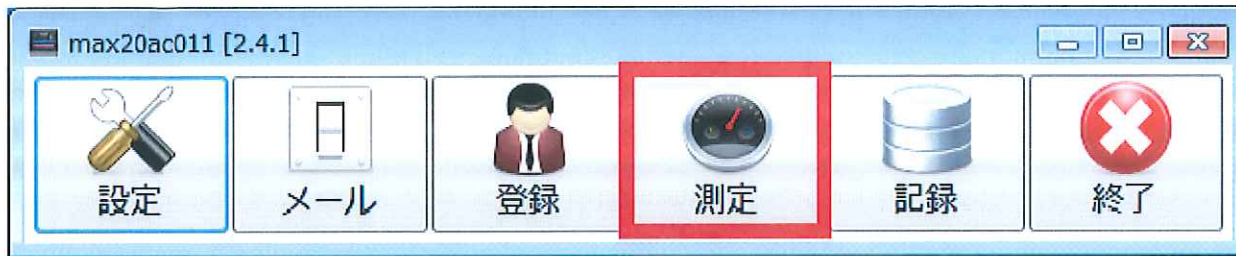 max20ac011 [2.4.1]
設定 メール 登録 測定 記録 終了